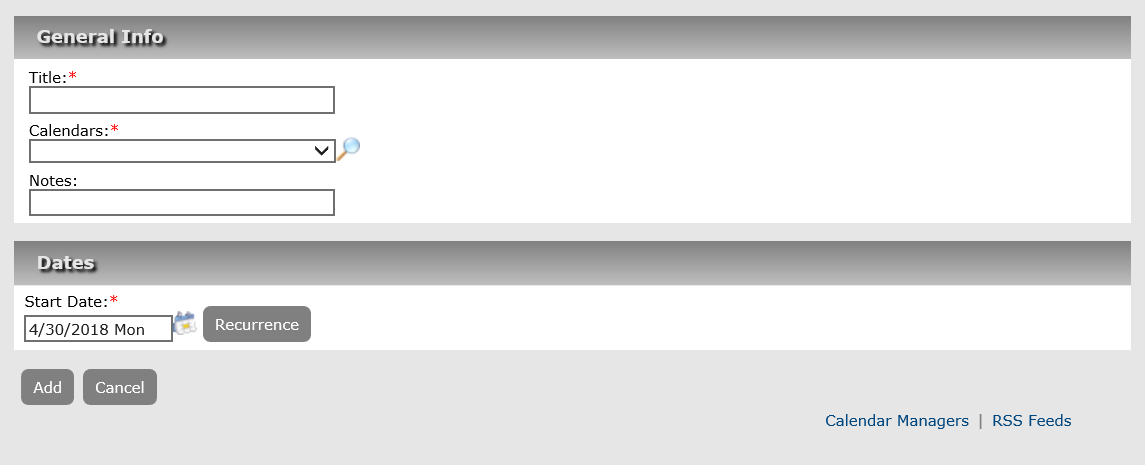 General Info
Title:*
Calendars:*
Notes:
Dates
Start Date:*
4/30/2018 Mon
Recurrence
Add
Cancel
Calendar Managers | RSS Feeds